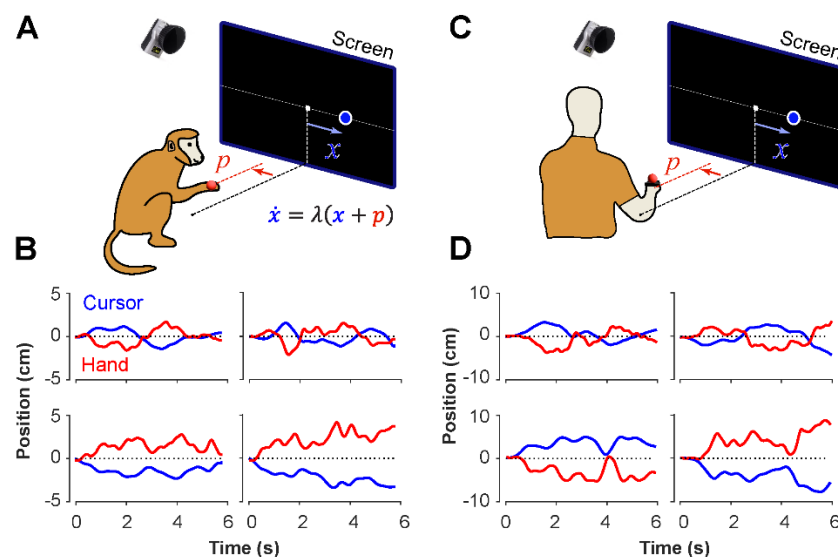 A
Screen
x
p
ẋ = λ(x + p)
C
Screen
x
p
B
5
0
-5
Cursor
Hand
5
0
-5
0 2 4 6
0 2 4 6
Position (cm)
Time (s)
D
10
0
-10
10
0
-10
0 2 4 6
0 2 4 6
Position (cm)
Time (s)